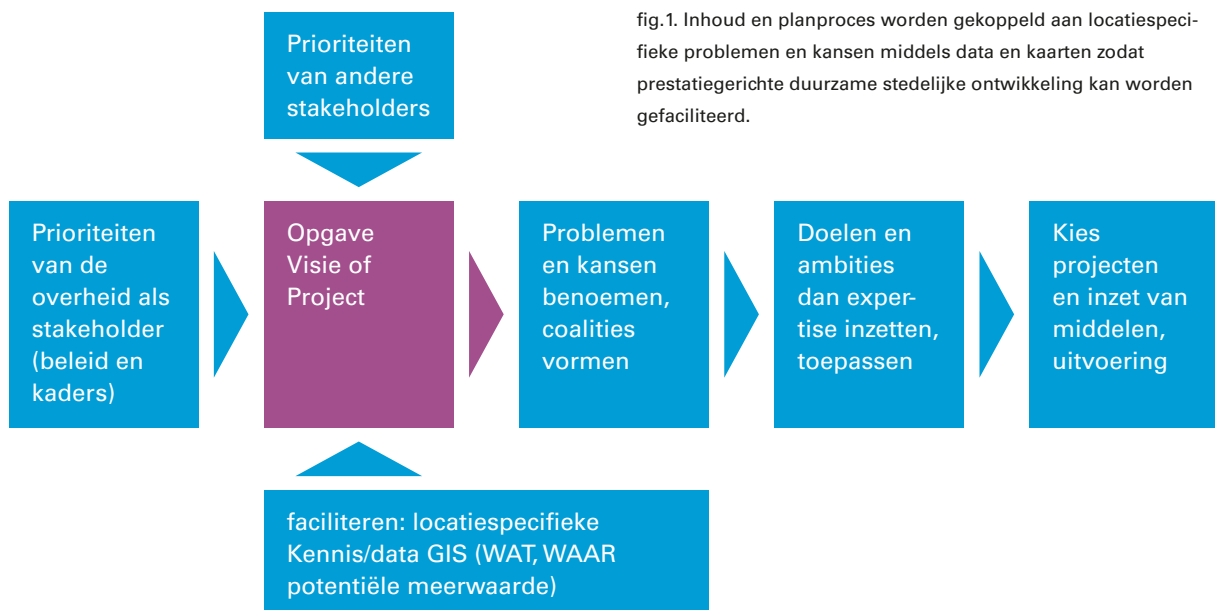 Prioriteiten
van andere
stakeholders
fig.1. Inhoud en planproces worden gekoppeld aan locatiespeci-
fieke problemen en kansen middels data en kaarten zodat
prestatiegerichte duurzame stedelijke ontwikkeling kan worden
gefaciliteerd.
Prioriteiten
van de
overheid als
stakeholder
(beleid en
kaders)
Opgave
Visie of
Project
Problemen
en kansen
benoemen,
coalities
vormen
Doelen en
ambities
dan exper-
tise inzetten,
toepassen
Kies
projecten
en inzet van
middelen,
uitvoering
faciliteren: locatiespecifieke
Kennis/data GIS (WAT, WAAR
potentiële meerwaarde)